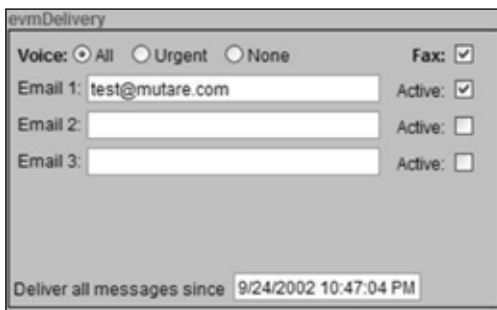 evmDelivery
Voice: All Urgent None Fax:
Email 1: test@mutare.com Active:
Email 2: Active:
Email 3: Active:
Deliver all messages since 9/24/2002 10:47:04 PM